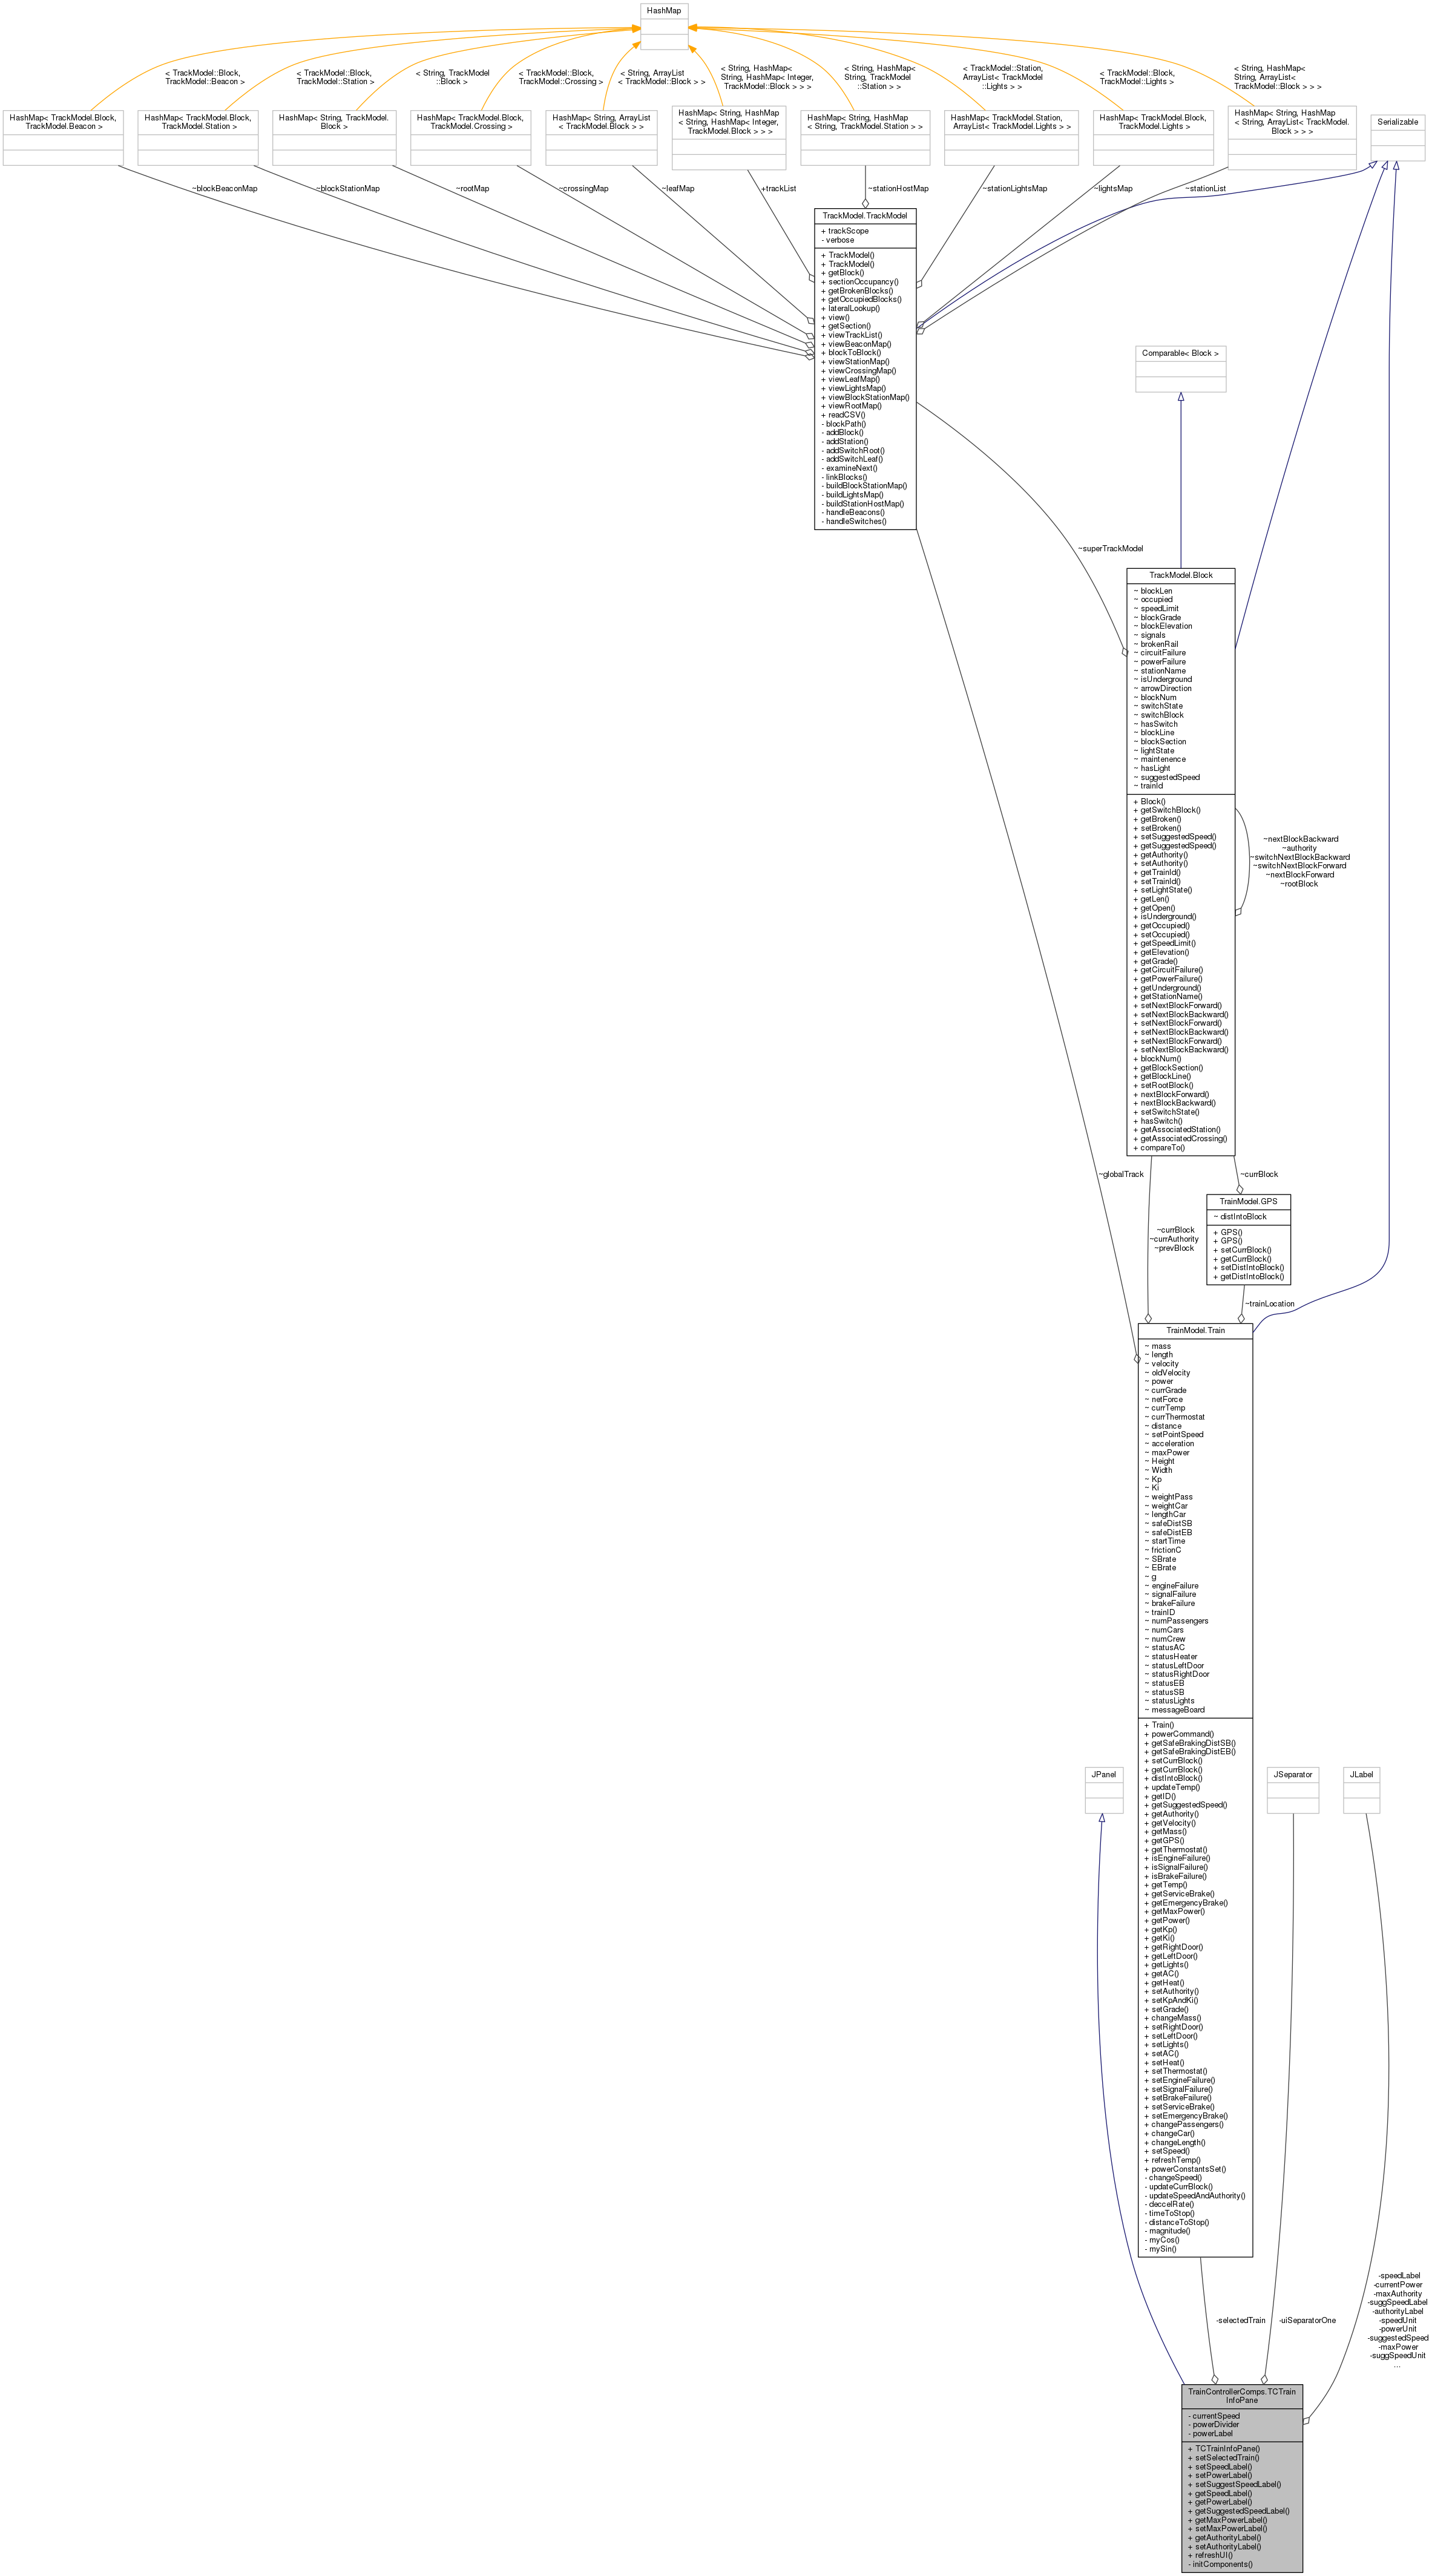 HashMap
< TrackModel::Block,
TrackModel::Beacon >
< TrackModel::Block,
TrackModel::Station >
< String, TrackModel
::Block >
< TrackModel::Block,
TrackModel::Crossing >
< String, ArrayList
< TrackModel::Block > >
< String, HashMap<
String, HashMap< Integer,
TrackModel::Block > > >
< String, HashMap<
String, TrackModel
::Station > >
< TrackModel::Station,
ArrayList< TrackModel
::Lights > >
< TrackModel::Block,
TrackModel::Lights >
< String, HashMap<
String, ArrayList<
TrackModel::Block > > >
HashMap< TrackModel.Block,
TrackModel.Beacon >
HashMap< TrackModel.Block,
TrackModel.Station >
HashMap< String, TrackModel.
Block >
HashMap< TrackModel.Block,
TrackModel.Crossing >
HashMap< String, ArrayList
< TrackModel.Block > >
HashMap< String, HashMap
< String, HashMap< Integer,
TrackModel.Block > > >
HashMap< String, HashMap
< String, TrackModel.Station > >
HashMap< TrackModel.Station,
ArrayList< TrackModel.Lights > >
HashMap< TrackModel.Block,
TrackModel.Lights >
HashMap< String, HashMap
< String, ArrayList< TrackModel.
Block > > >
Serializable
~blockBeaconMap
~blockStationMap
~rootMap
~crossingMap
~leafMap
+trackList
~stationHostMap
~stationLightsMap
~lightsMap
~stationList
TrackModel.TrackModel
+ trackScope
- verbose
+ TrackModel()
+ TrackModel()
+ getBlock()
+ sectionOccupancy()
+ getBrokenBlocks()
+ getOccupiedBlocks()
+ lateralLookup()
+ view()
+ getSection()
+ viewTrackList()
+ viewBeaconMap()
+ blockToBlock()
+ viewStationMap()
+ viewCrossingMap()
+ viewLeafMap()
+ viewLightsMap()
+ viewBlockStationMap()
+ viewRootMap()
+ readCSV()
- blockPath()
- addBlock()
- addStation()
- addSwitchRoot()
- addSwitchLeaf()
- examineNext()
- linkBlocks()
- buildBlockStationMap()
- buildLightsMap()
- buildStationHostMap()
- handleBeacons()
- handleSwitches()
Comparable< Block >
~superTrackModel
TrackModel.Block
~ blockLen
~ occupied
~ speedLimit
~ blockGrade
~ blockElevation
~ signals
~ brokenRail
~ circuitFailure
~ powerFailure
~ stationName
~ isUnderground
~ arrowDirection
~ blockNum
~ switchState
~ switchBlock
~ hasSwitch
~ blockLine
~ blockSection
~ lightState
~ maintenence
~ hasLight
~ suggestedSpeed
~ trainId
+ Block()
+ getSwitchBlock()
+ getBroken()
+ setBroken()
+ setSuggestedSpeed()
+ getSuggestedSpeed()
+ getAuthority()
+ setAuthority()
+ getTrainId()
+ setTrainId()
+ setLightState()
+ getLen()
+ getOpen()
+ isUnderground()
+ getOccupied()
+ setOccupied()
+ getSpeedLimit()
+ getElevation()
+ getGrade()
+ getCircuitFailure()
+ getPowerFailure()
+ getUnderground()
+ getStationName()
+ setNextBlockForward()
+ setNextBlockBackward()
+ setNextBlockForward()
+ setNextBlockBackward()
+ setNextBlockForward()
+ setNextBlockBackward()
+ blockNum()
+ getBlockSection()
+ getBlockLine()
+ setRootBlock()
+ nextBlockForward()
+ nextBlockBackward()
+ setSwitchState()
+ hasSwitch()
+ getAssociatedStation()
+ getAssociatedCrossing()
+ compareTo()
~nextBlockBackward
~authority
~switchNextBlockBackward
~switchNextBlockForward
~nextBlockForward
~rootBlock
~globalTrack
~currBlock
TrainModel.GPS
~ distIntoBlock
+ GPS()
+ GPS()
+ setCurrBlock()
+ getCurrBlock()
+ setDistIntoBlock()
+ getDistIntoBlock()
~currBlock
~currAuthority
~prevBlock
~trainLocation
TrainModel.Train
~ mass
~ length
~ velocity
~ oldVelocity
~ power
~ currGrade
~ netForce
~ currTemp
~ currThermostat
~ distance
~ setPointSpeed
~ acceleration
~ maxPower
~ Height
~ Width
~ Kp
~ Ki
~ weightPass
~ weightCar
~ lengthCar
~ safeDistSB
~ safeDistEB
~ startTime
~ frictionC
~ SBrate
~ EBrate
~ g
~ engineFailure
~ signalFailure
~ brakeFailure
~ trainID
~ numPassengers
~ numCars
~ numCrew
~ statusAC
~ statusHeater
~ statusLeftDoor
~ statusRightDoor
~ statusEB
~ statusSB
~ statusLights
~ messageBoard
+ Train()
+ powerCommand()
+ getSafeBrakingDistSB()
+ getSafeBrakingDistEB()
+ setCurrBlock()
+ getCurrBlock()
+ distIntoBlock()
+ updateTemp()
+ getID()
+ getSuggestedSpeed()
+ getAuthority()
+ getVelocity()
+ getMass()
+ getGPS()
+ getThermostat()
+ isEngineFailure()
+ isSignalFailure()
+ isBrakeFailure()
+ getTemp()
+ getServiceBrake()
+ getEmergencyBrake()
+ getMaxPower()
+ getPower()
+ getKp()
+ getKi()
+ getRightDoor()
+ getLeftDoor()
+ getLights()
+ getAC()
+ getHeat()
+ setAuthority()
+ setKpAndKi()
+ setGrade()
+ changeMass()
+ setRightDoor()
+ setLeftDoor()
+ setLights()
+ setAC()
+ setHeat()
+ setThermostat()
+ setEngineFailure()
+ setSignalFailure()
+ setBrakeFailure()
+ setServiceBrake()
+ setEmergencyBrake()
+ changePassengers()
+ changeCar()
+ changeLength()
+ setSpeed()
+ refreshTemp()
+ powerConstantsSet()
- changeSpeed()
- updateCurrBlock()
- updateSpeedAndAuthority()
- deccelRate()
- timeToStop()
- distanceToStop()
- magnitude()
- myCos()
- mySin()
JPanel
JSeparator
JLabel
-selectedTrain
-uiSeparatorOne
-speedLabel
-currentPower
-maxAuthority
-suggSpeedLabel
-authorityLabel
-speedUnit
-powerUnit
-suggestedSpeed
-maxPower
-suggSpeedUnit
...
TrainControllerComps.TCTrain
InfoPane
- currentSpeed
- powerDivider
- powerLabel
+ TCTrainInfoPane()
+ setSelectedTrain()
+ setSpeedLabel()
+ setPowerLabel()
+ setSuggestSpeedLabel()
+ getSpeedLabel()
+ getPowerLabel()
+ getSuggestedSpeedLabel()
+ getMaxPowerLabel()
+ setMaxPowerLabel()
+ getAuthorityLabel()
+ setAuthorityLabel()
+ refreshUI()
- initComponents()